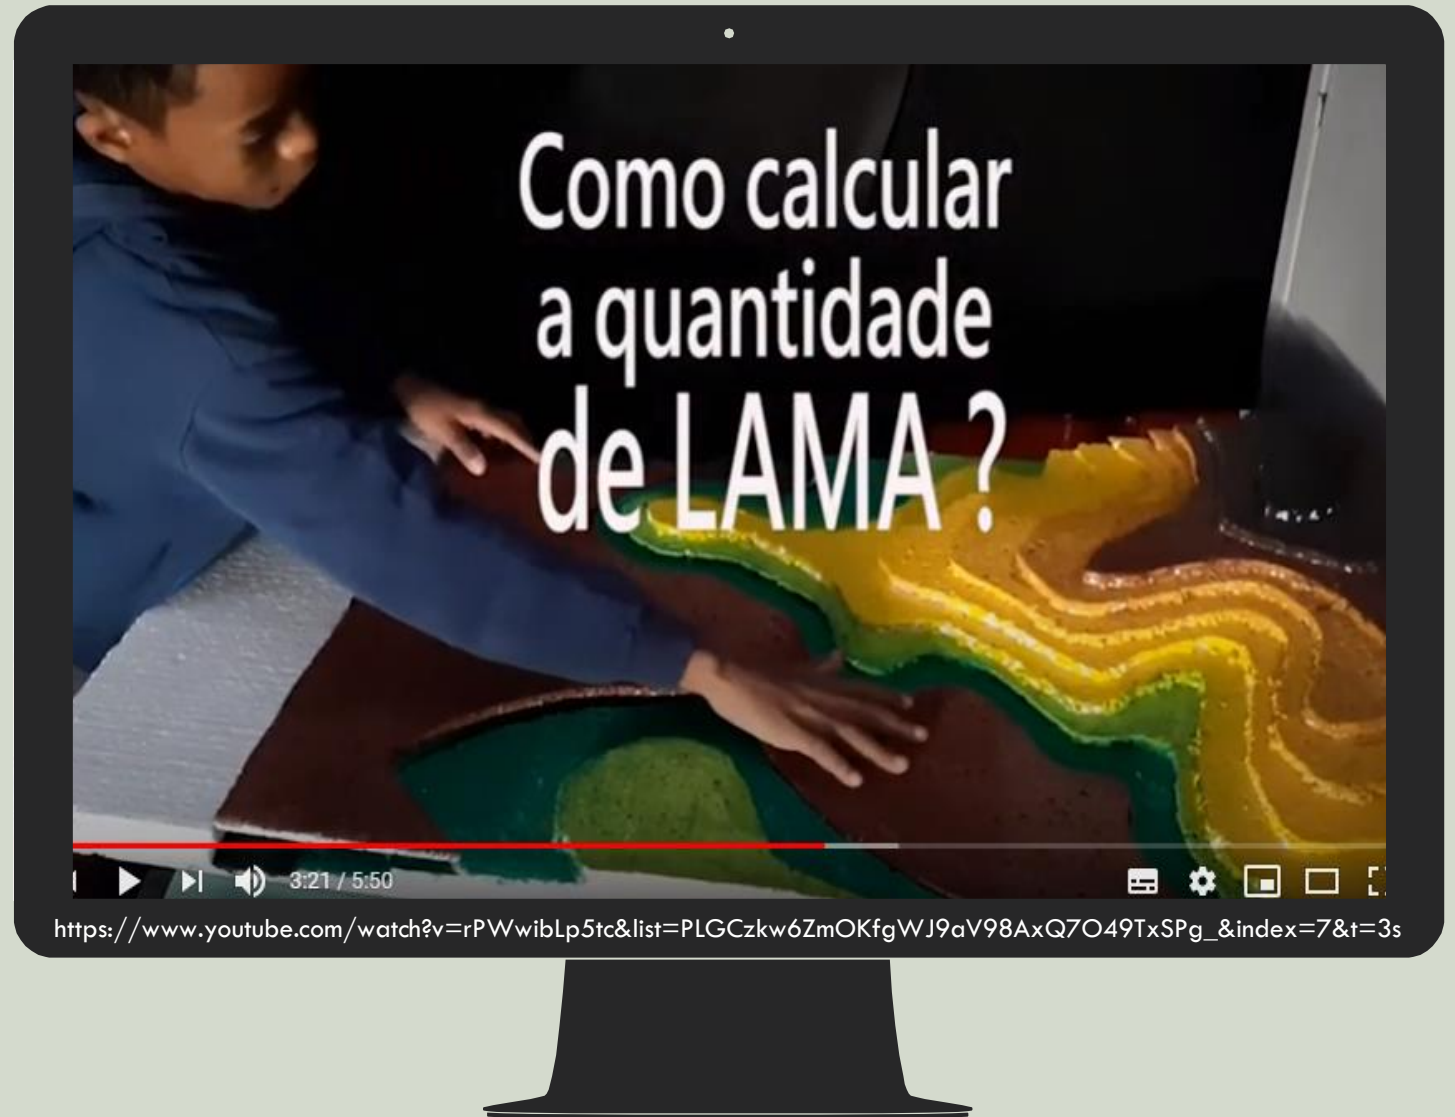 Como calcular
a quantidade
de LAMA ?
3:21 / 5:50
https://www.youtube.com/watch?v=rPWwibLp5tc&list=PLGCzkw6ZmOKfgWJ9aV98AxQ7O49TxSPg_&index=7&t=3s